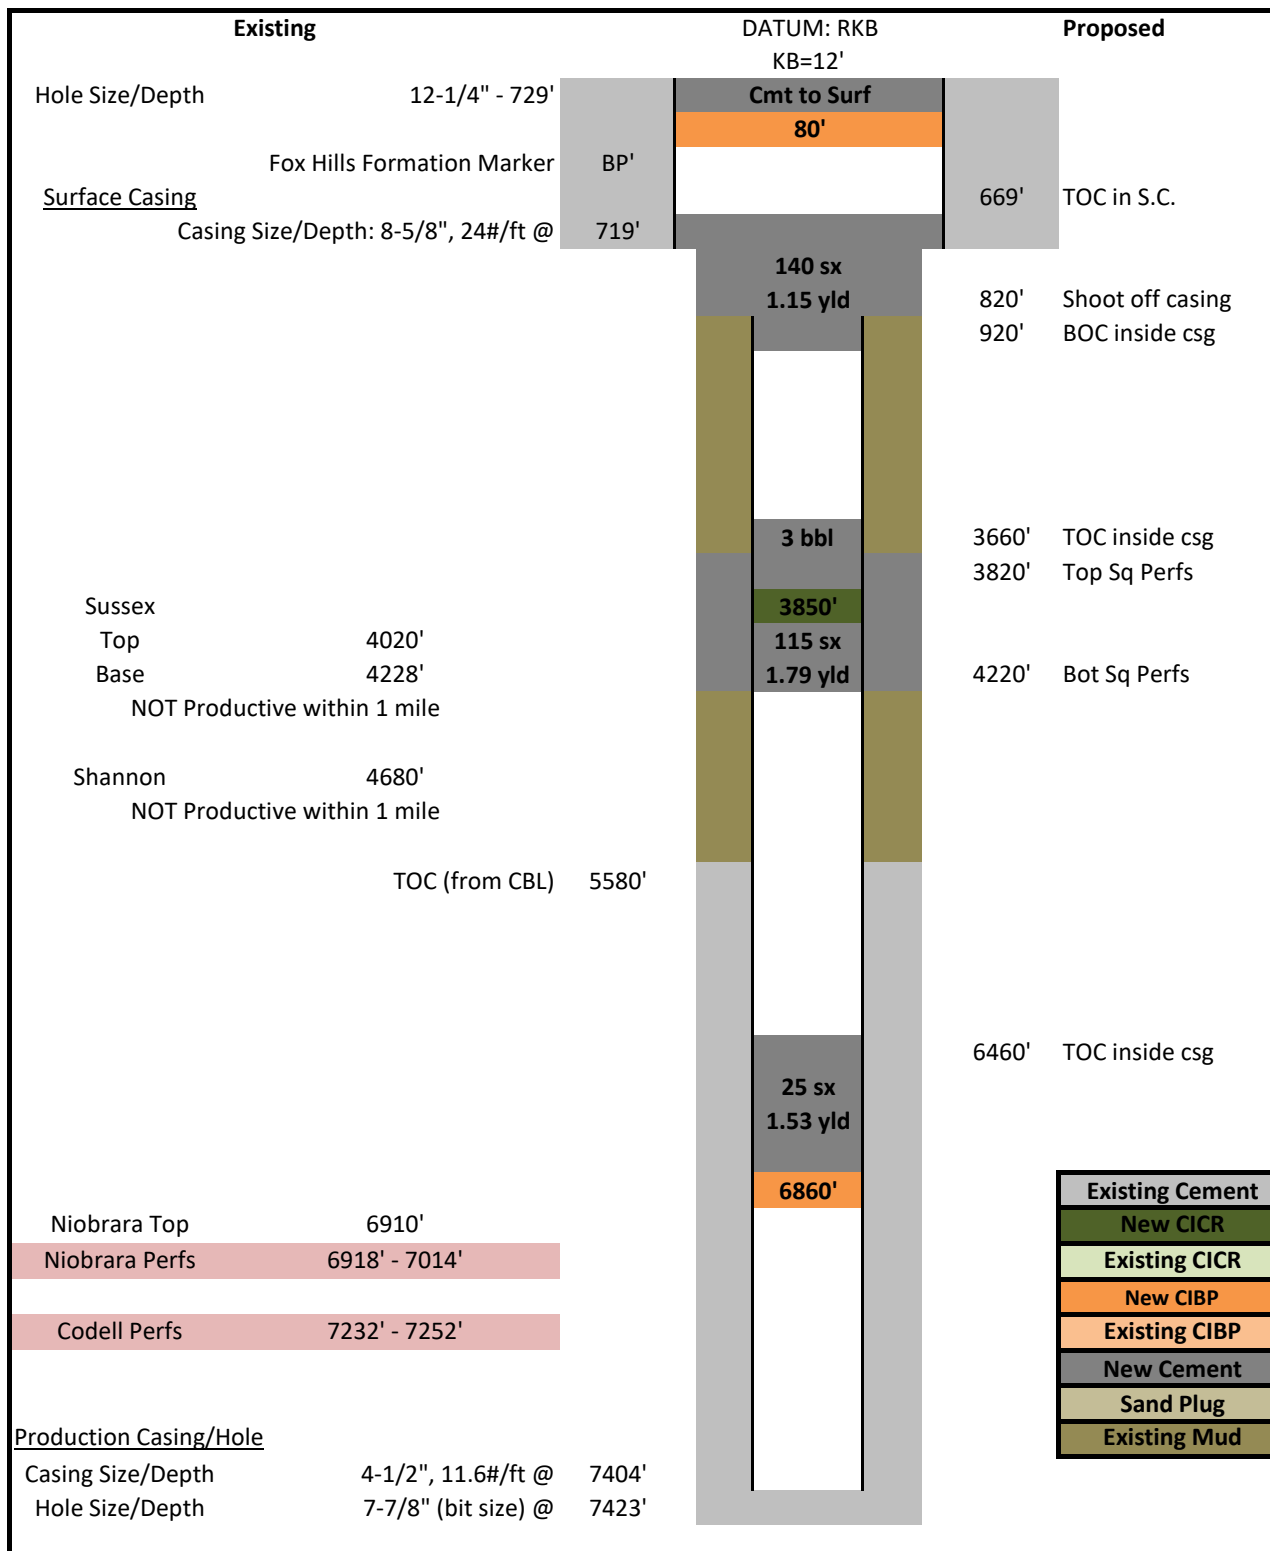 Existing DATUM: RKB Proposed
KB=12'
Hole Size/Depth 12-1/4" - 729' Cmt to Surf
80'
Fox Hills Formation Marker BP'
Surface Casing 669' TOC in S.C.
Casing Size/Depth: 8-5/8", 24#/ft @ 719'
140 sx
1.15 yld 820' Shoot off casing
920' BOC inside csg
3 bbl 3660' TOC inside csg
3820' Top Sq Perfs
Sussex 3850'
Top 4020' 115 sx
Base 4228' 1.79 yld 4220' Bot Sq Perfs
NOT Productive within 1 mile
Shannon 4680'
NOT Productive within 1 mile
TOC (from CBL) 5580'
6460' TOC inside csg
25 sx
1.53 yld
6860' Existing Cement
Niobrara Top 6910' New CICR
Niobrara Perfs 6918' - 7014' Existing CICR
New CIBP
Codell Perfs 7232' - 7252' Existing CIBP
New Cement
Sand Plug
Production Casing/Hole Existing Mud
Casing Size/Depth 4-1/2", 11.6#/ft @ 7404'
Hole Size/Depth 7-7/8" (bit size) @ 7423'